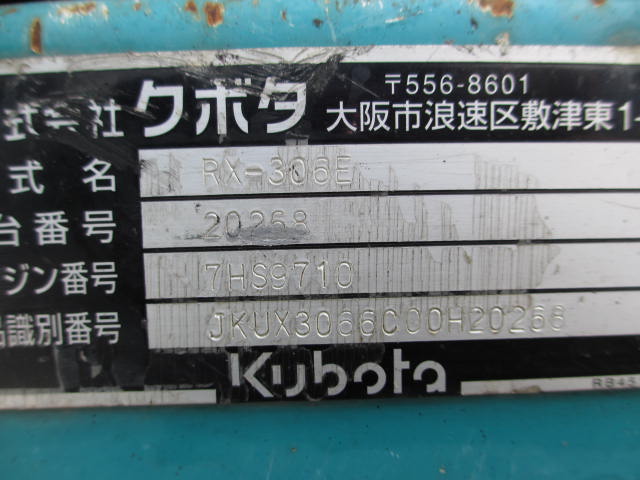 式会社 クボタ 〒556-8601
大阪市浪速区敷津東1-
式名 RX-306E
台番号 20268
ジン番号 7HS9710
識別番号 JKUX3066C00H20268
Kubota
RB48